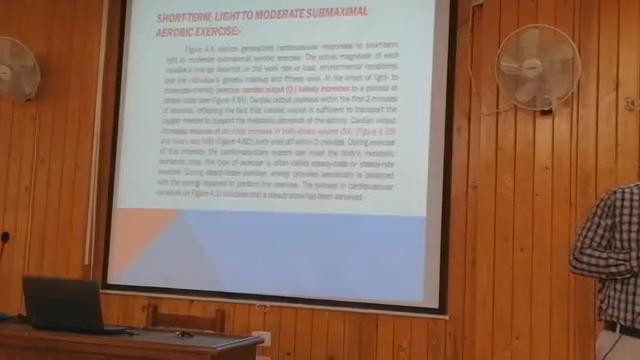 SHORT-TERM, LIGHT TO MODERATE SUBMAXIMAL
AEROBIC EXERCISE:-
Figure 4.6 depicts generalized cardiovascular responses to short-term,
light to moderate submaximal aerobic exercise. The actual magnitude of each
variable's change depends on the work rate or load, environmental conditions,
and the individual's genetic makeup and fitness level. At the onset of light- to
moderate-intensity exercise, cardiac output (Q) initially increases to a plateau at
steady state (see Figure 4.6A). Cardiac output plateaus within the first 2 minutes
of exercise, reflecting the fact that cardiac output is sufficient to transport the
oxygen needed to support the metabolic demands of the activity. Cardiac output
increases because of an initial increase in both stroke volume (SV) (Figure 4.6B)
and heart rate (HR) (Figure 4.6C), both level off within 2 minutes. During exercise
of this intensity the cardiorespiratory system can meet the body's metabolic
demands; thus, this type of exercise is often called steady-state or steady-rate
exercise. During steady-state exercise, energy provided aerobically is balanced
with the energy required to perform the exercise. The plateau in cardiovascular
variables (in Figure 4.6) indicates that a steady state has been achieved.